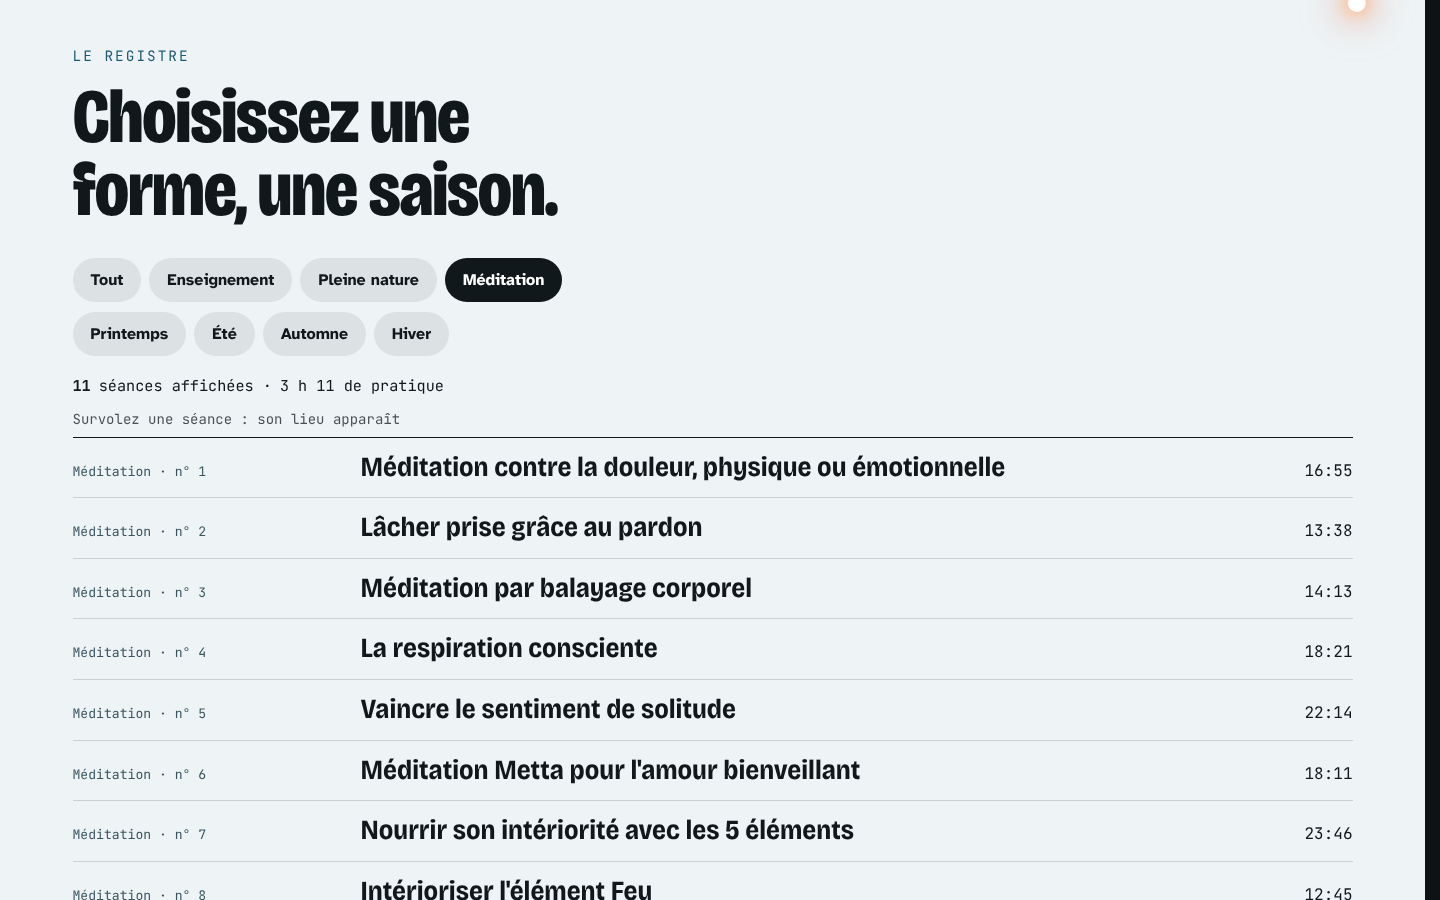 LE REGISTRE
Choisissez une
forme, une saison.
Tout Enseignement Pleine nature Méditation
Printemps Été Automne Hiver
11 séances affichées · 3 h 11 de pratique
Survolez une séance : son lieu apparaît
Méditation · n° 1 Méditation contre la douleur, physique ou émotionnelle 16:55
Méditation · n° 2 Lâcher prise grâce au pardon 13:38
Méditation · n° 3 Méditation par balayage corporel 14:13
Méditation · n° 4 La respiration consciente 18:21
Méditation · n° 5 Vaincre le sentiment de solitude 22:14
Méditation · n° 6 Méditation Metta pour l'amour bienveillant 18:11
Méditation · n° 7 Nourrir son intériorité avec les 5 éléments 23:46
Méditation · n° 8 Intérioriser l'élément Feu 12:45